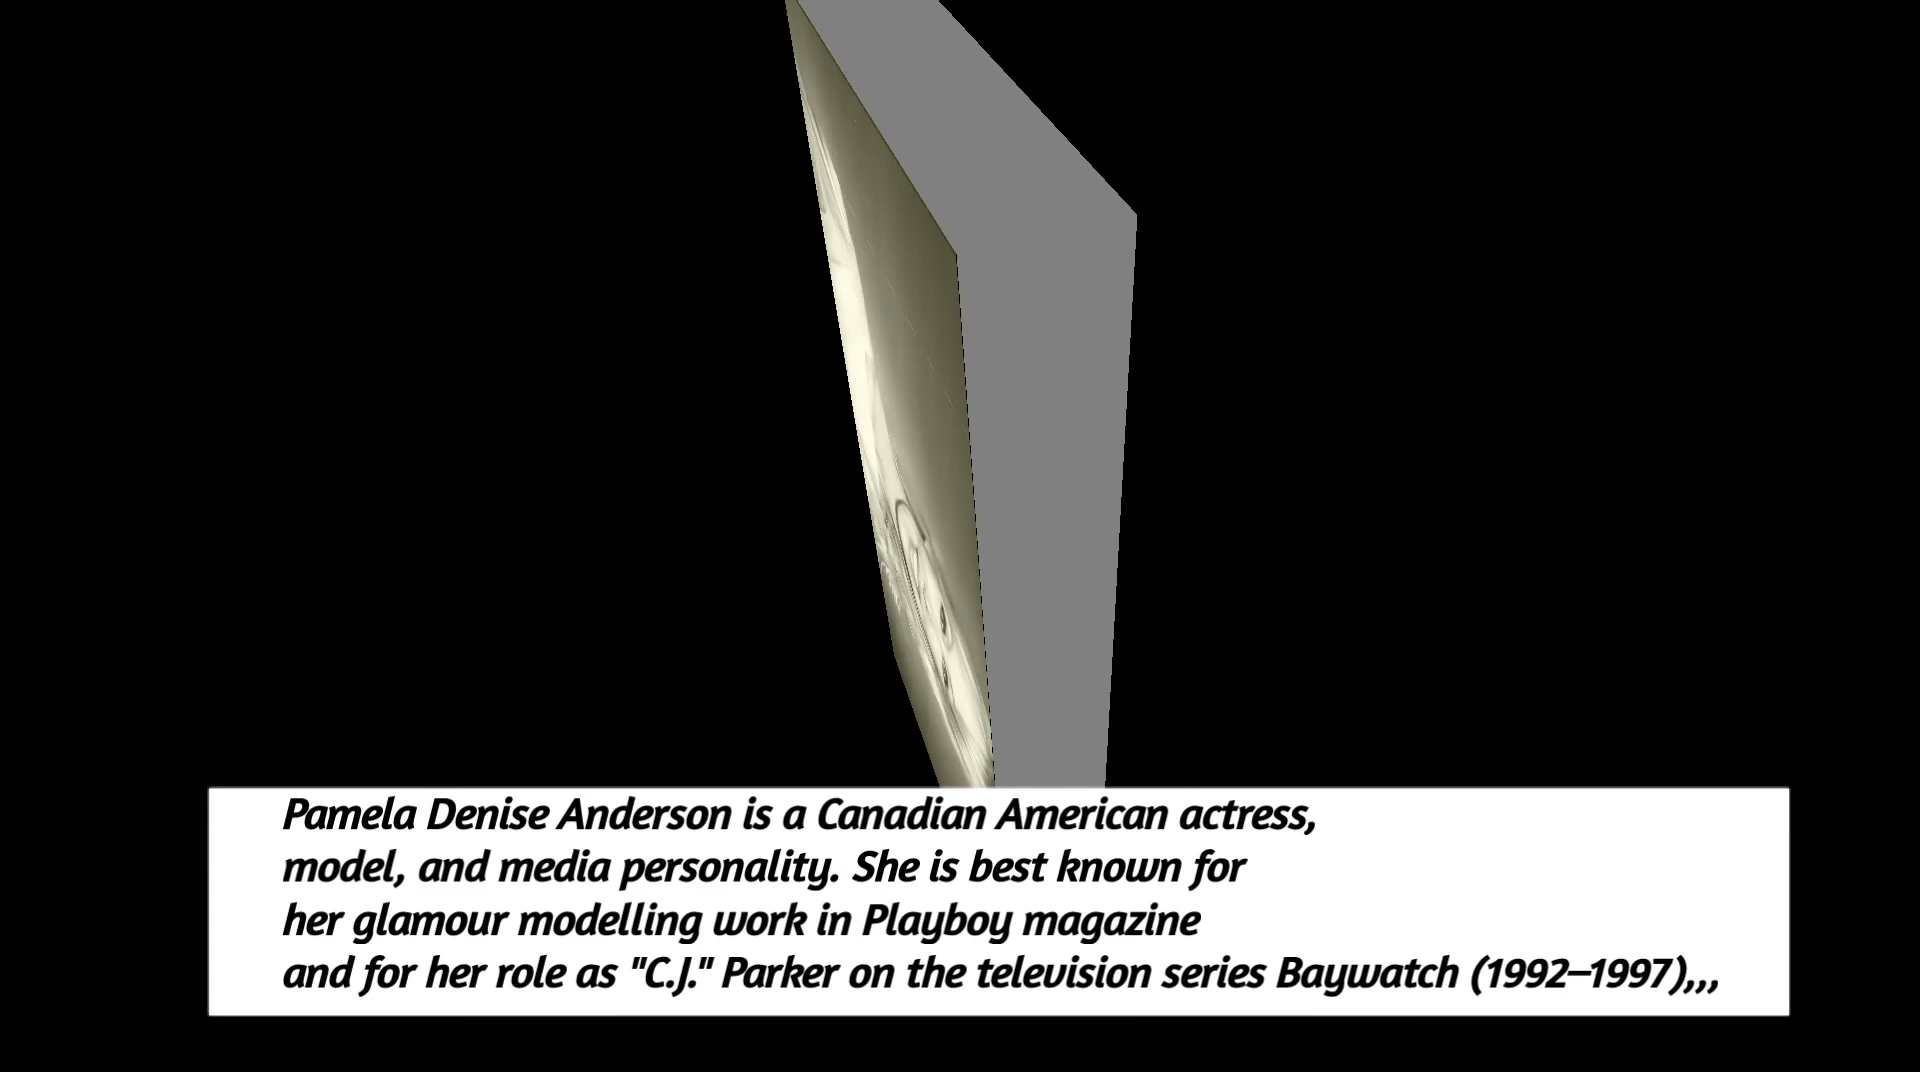 Pamela Denise Anderson is a Canadian American actress,
model, and media personality. She is best known for
her glamour modelling work in Playboy magazine
and for her role as "C.J." Parker on the television series Baywatch (1992–1997),,,